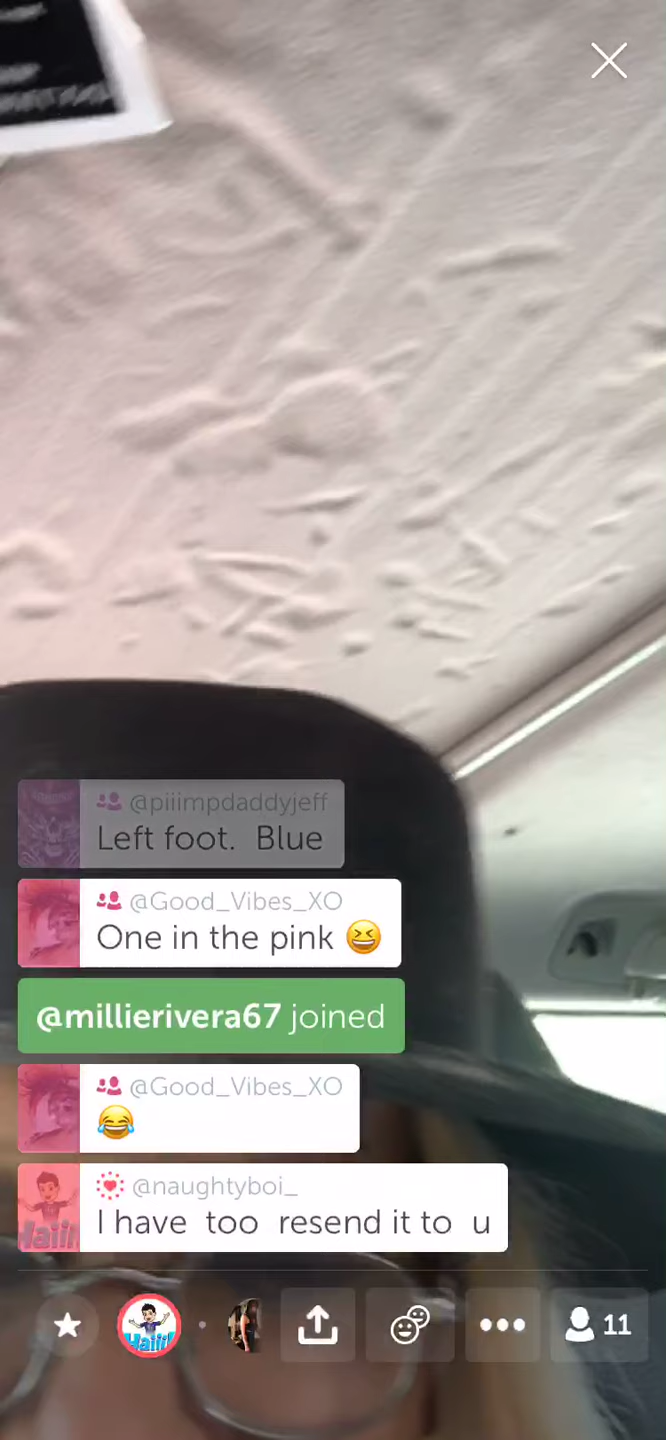 @piiimpdaddyjeff
Left foot. Blue
@Good_Vibes_XO
One in the pink 😆
@millierivera67 joined
@Good_Vibes_XO
😂
@naughtyboi_
I have too resend it to u
Haiii!
11